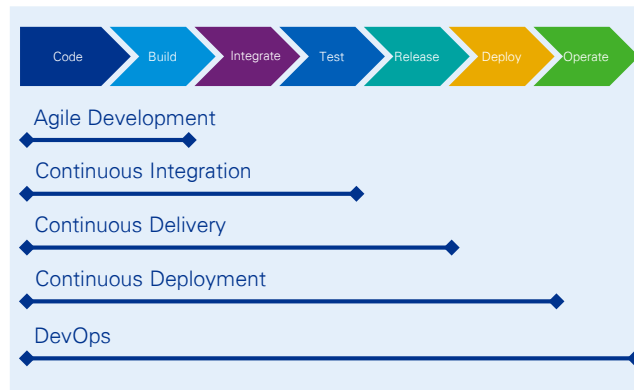 Code
Build
Integrate
Test
Release
Deploy
Operate
Agile Development
Continuous Integration
Continuous Delivery
Continuous Deployment
DevOps